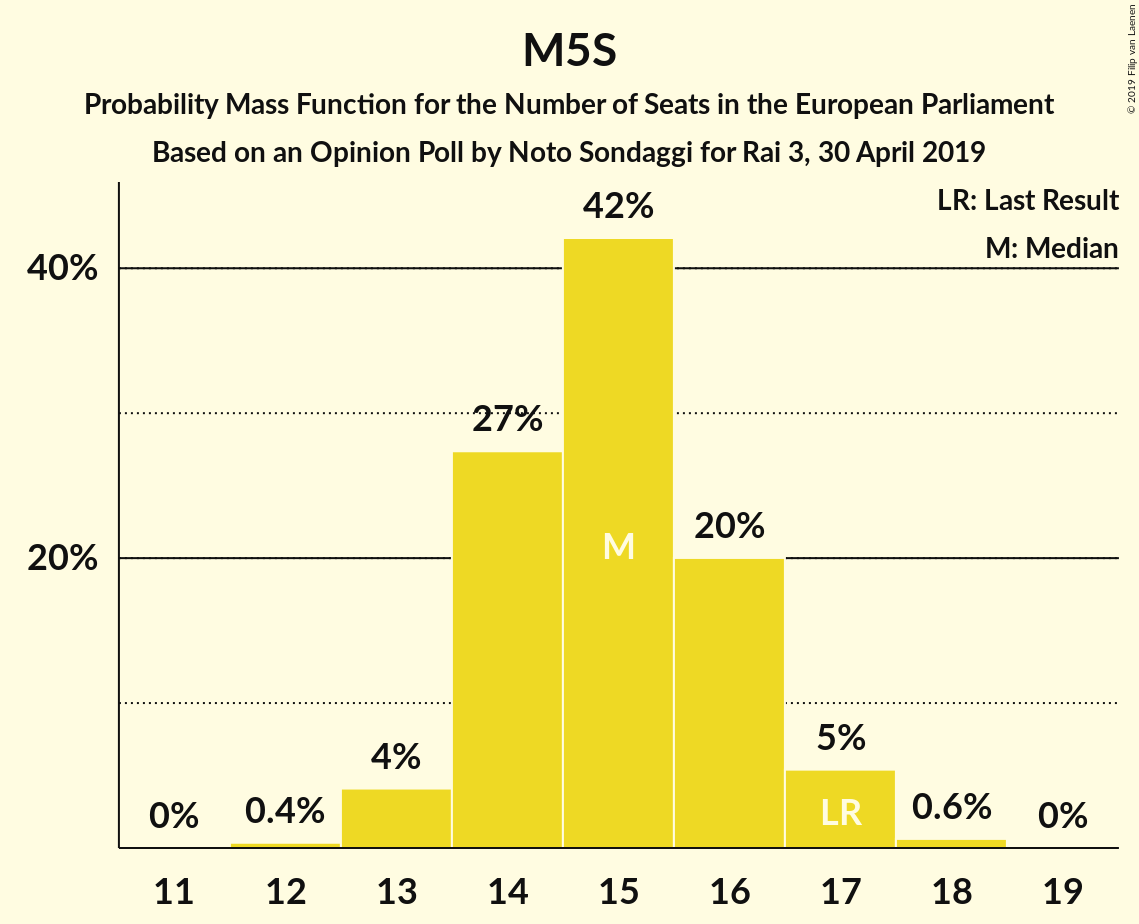 M5S
Probability Mass Function for the Number of Seats in the European Parliament
Based on an Opinion Poll by Noto Sondaggi for Rai 3, 30 April 2019
© 2019 Filip van Laenen
LR: Last Result
M: Median
40%
20%
0%
0.4%
4%
27%
42%
20%
5%
0.6%
0%
M
LR
11 12 13 14 15 16 17 18 19